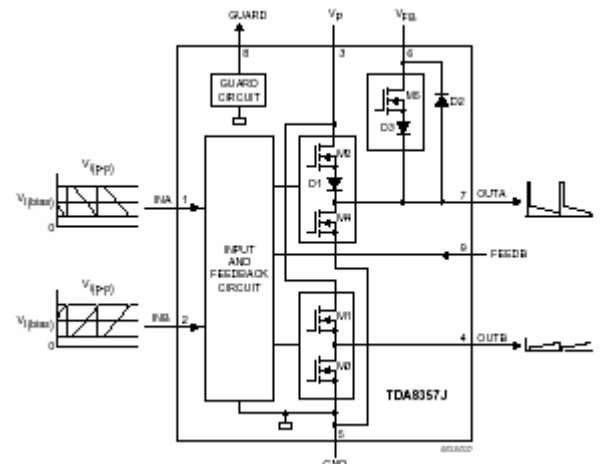 GUARD
VP
VFB
8
3
6
GUARD
CIRCUIT
M5
D2
D3
VI(p-p)
VI(bias)
0
INA
1
M2
D1
M4
7
OUTA
INPUT
AND
FEEDBACK
CIRCUIT
9
FEEDB
VI(p-p)
VI(bias)
0
INB
2
M1
4
OUTB
M3
TDA8357J
5
GND